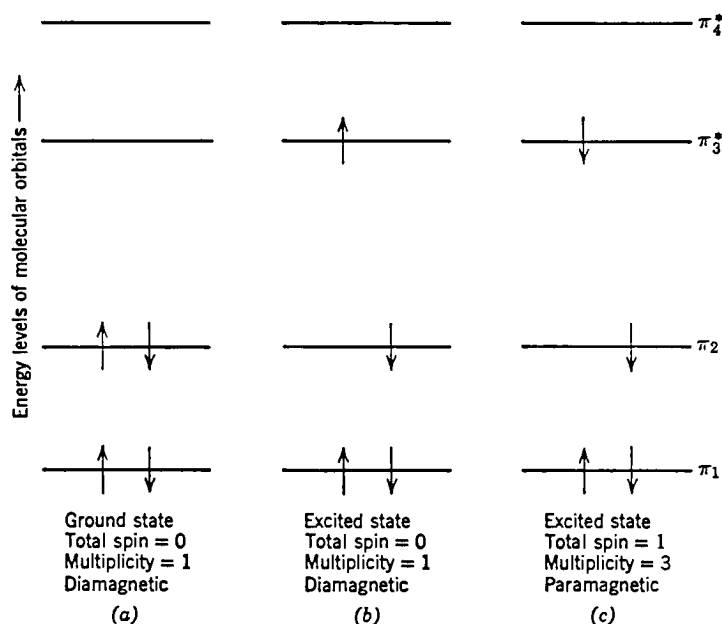 π₄*
π₃*
Energy levels of molecular orbitals ⟶
π₂
π₁
Ground state
Total spin = 0
Multiplicity = 1
Diamagnetic
(a)
Excited state
Total spin = 0
Multiplicity = 1
Diamagnetic
(b)
Excited state
Total spin = 1
Multiplicity = 3
Paramagnetic
(c)